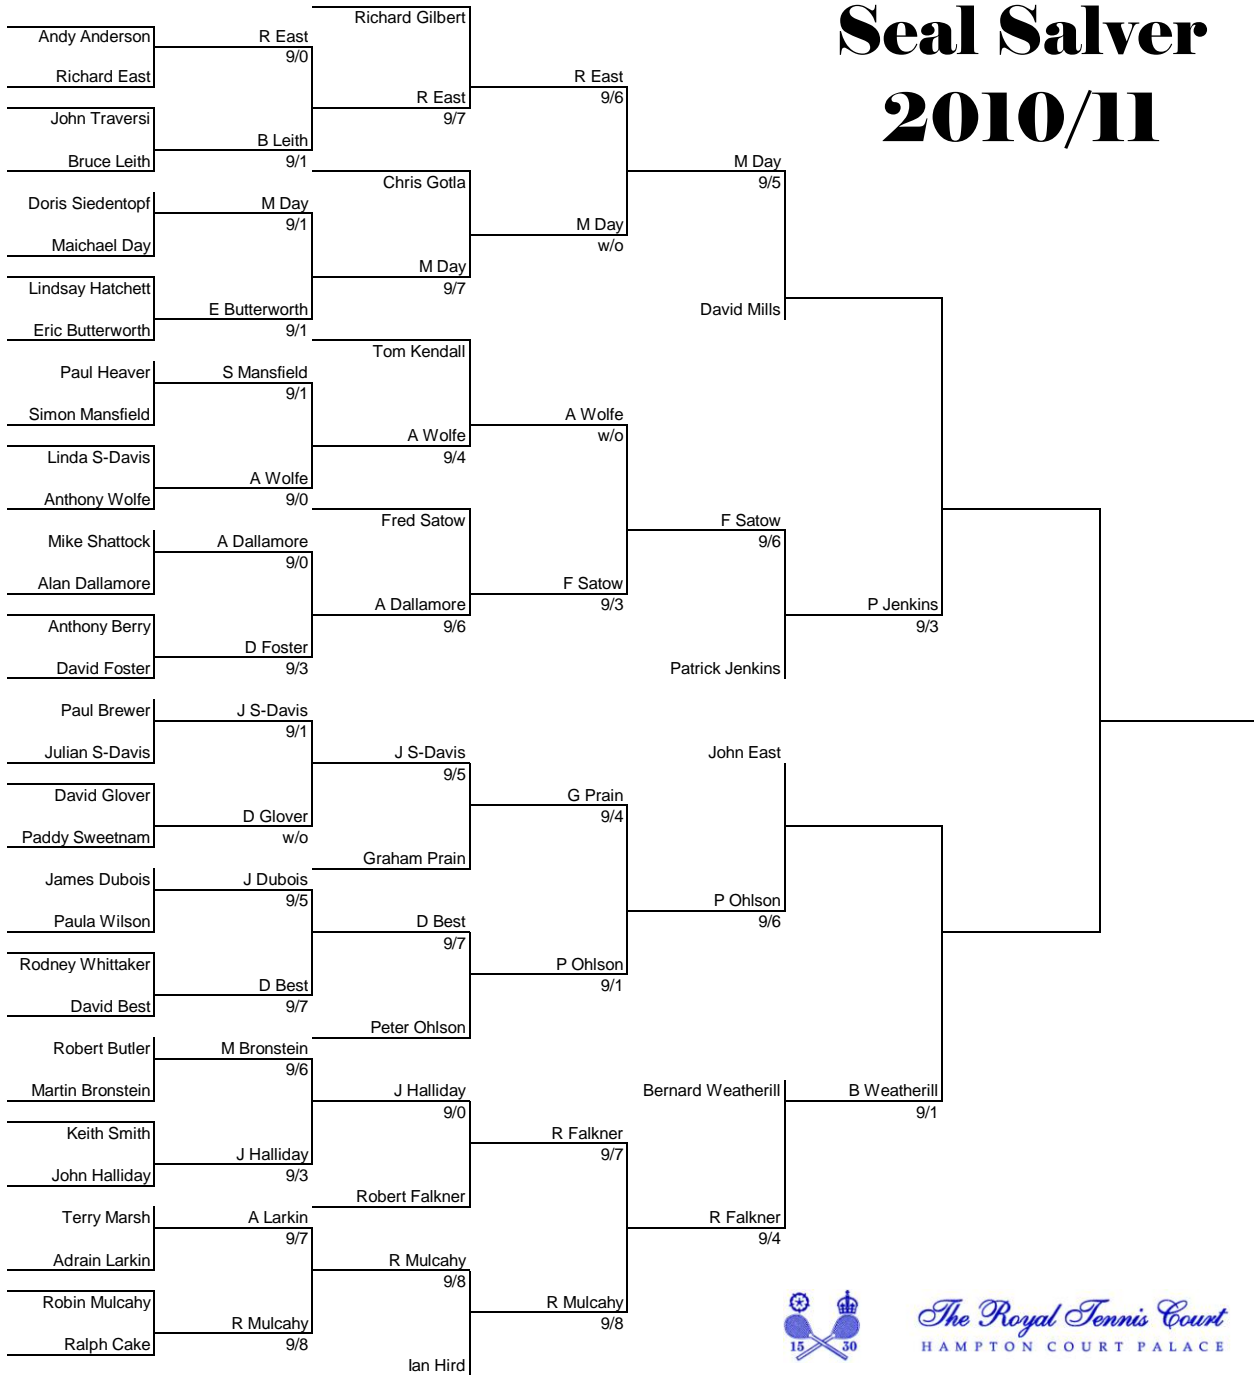 Seal Salver
2010/11
Richard Gilbert
Andy Anderson
R East
9/0
Richard East
R East
9/6
R East
9/7
John Traversi
B Leith
9/1
Bruce Leith
M Day
9/5
Chris Gotla
Doris Siedentopf
M Day
9/1
M Day
w/o
Maichael Day
M Day
9/7
Lindsay Hatchett
E Butterworth
9/1
David Mills
Eric Butterworth
Tom Kendall
Paul Heaver
S Mansfield
9/1
Simon Mansfield
A Wolfe
w/o
A Wolfe
9/4
Linda S-Davis
A Wolfe
9/0
Anthony Wolfe
Fred Satow
F Satow
9/6
Mike Shattock
A Dallamore
9/0
Alan Dallamore
F Satow
9/3
A Dallamore
9/6
P Jenkins
9/3
Anthony Berry
D Foster
9/3
David Foster
Patrick Jenkins
Paul Brewer
J S-Davis
9/1
Julian S-Davis
J S-Davis
9/5
John East
David Glover
G Prain
9/4
D Glover
w/o
Paddy Sweetnam
Graham Prain
James Dubois
J Dubois
9/5
P Ohlson
9/6
Paula Wilson
D Best
9/7
Rodney Whittaker
P Ohlson
9/1
D Best
9/7
David Best
Peter Ohlson
Robert Butler
M Bronstein
9/6
Martin Bronstein
J Halliday
9/0
Bernard Weatherill
B Weatherill
9/1
Keith Smith
R Falkner
9/7
J Halliday
9/3
John Halliday
Robert Falkner
Terry Marsh
A Larkin
9/7
R Falkner
9/4
Adrain Larkin
R Mulcahy
9/8
Robin Mulcahy
R Mulcahy
9/8
R Mulcahy
9/8
Ralph Cake
Ian Hird
15 30
The Royal Tennis Court
HAMPTON COURT PALACE